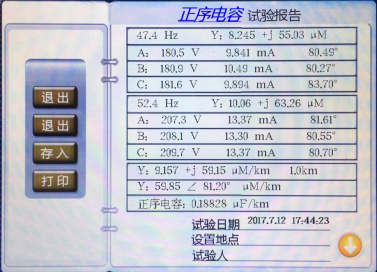 正序电容 试验报告
47.4 Hz Y: 8.245 +j 55.03 μM
A: 180.5 V 9.841 mA 80.49°
B: 180.9 V 10.49 mA 80.27°
C: 181.6 V 9.894 mA 83.70°
52.4 Hz Y: 10.06 +j 63.26 μM
A: 207.3 V 13.37 mA 81.61°
B: 208.1 V 13.30 mA 80.55°
C: 209.7 V 13.37 mA 80.70°
Y: 9.157 +j 59.15 μM/km 1.0km
Y: 59.85 ∠ 81.20° μM/km
正序电容: 0.18828 μF/km
试验日期 2017.7.12 17:44:23
设置地点
试验人
退出
退出
存入
打印